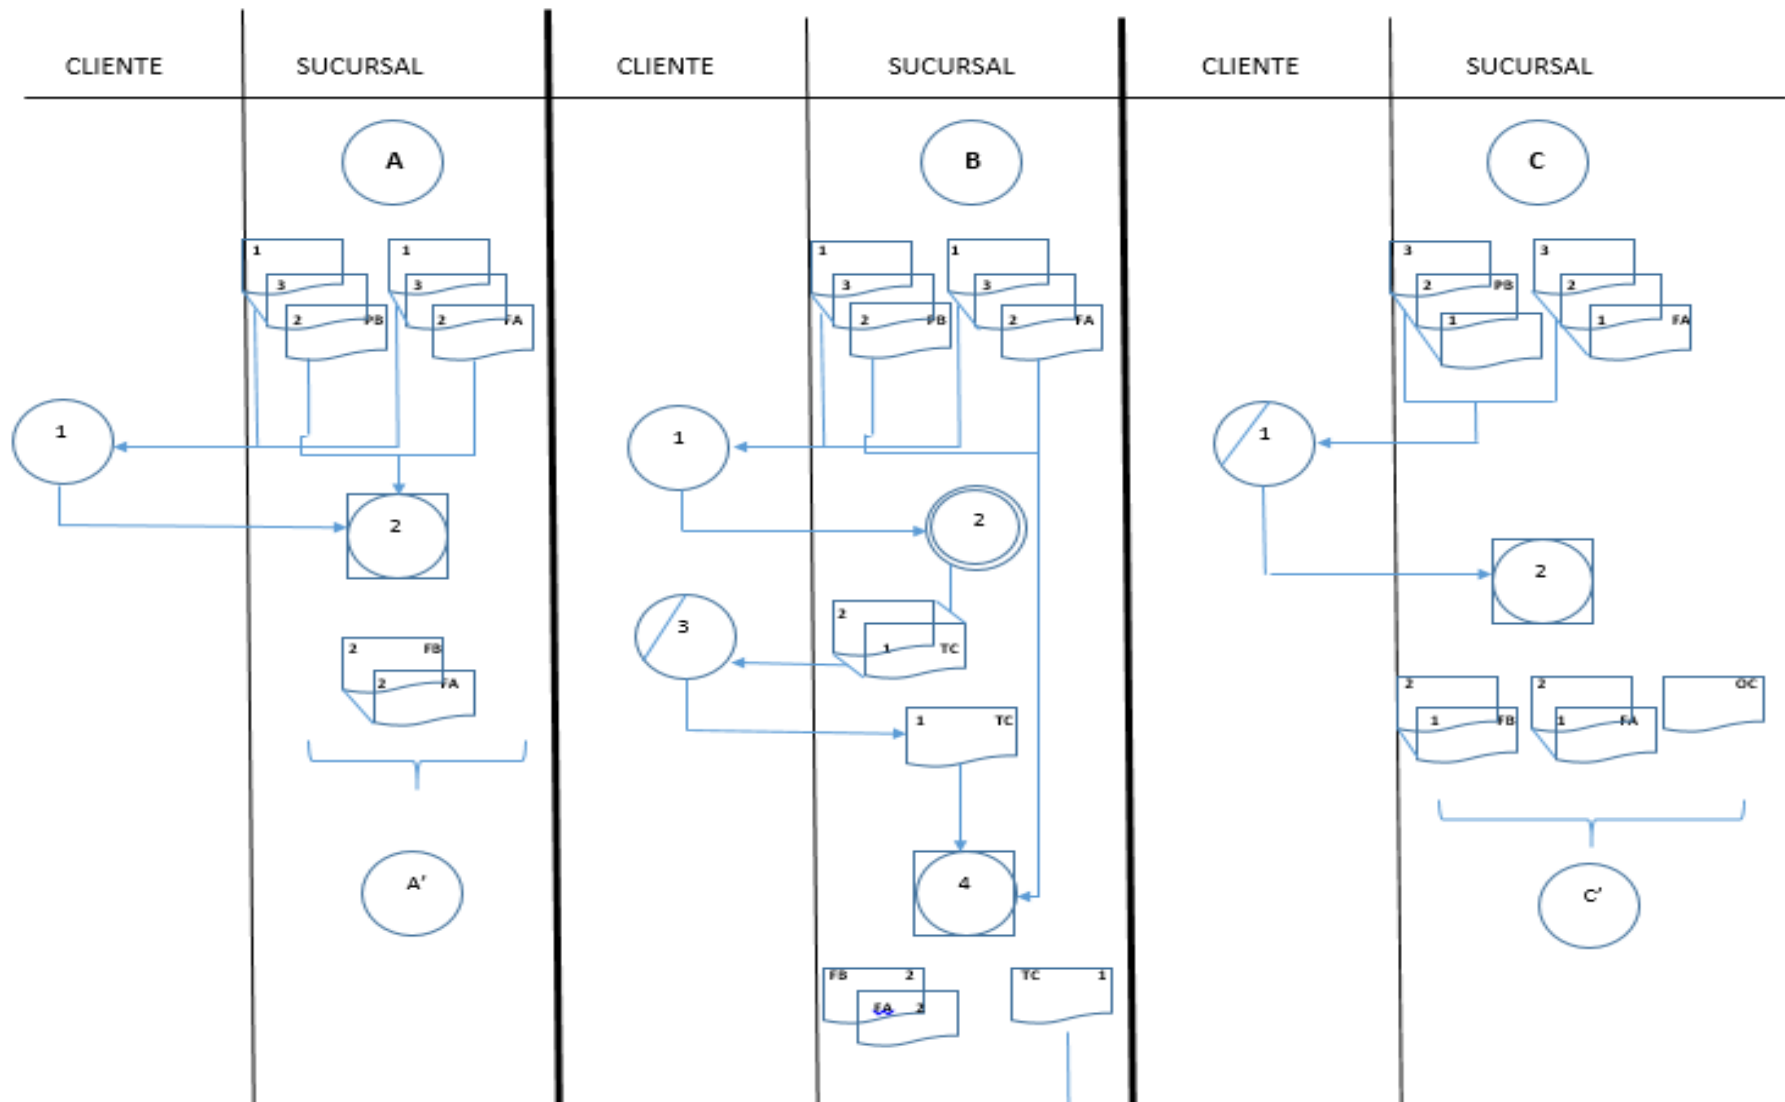 CLIENTE SUCURSAL CLIENTE SUCURSAL CLIENTE SUCURSAL
A B C
1 1 1 1 3 3
3 3 3 3 2 PB 2
2 PB 2 FA 2 PB 2 FA 1 1 FA
1 1 1
2 2 2
3
2
2 FB 1 TC
2 FA 2 2 OC
1 TC 1 FB 1 FA
A' 4 C'
FB 2 TC 1
FA 2